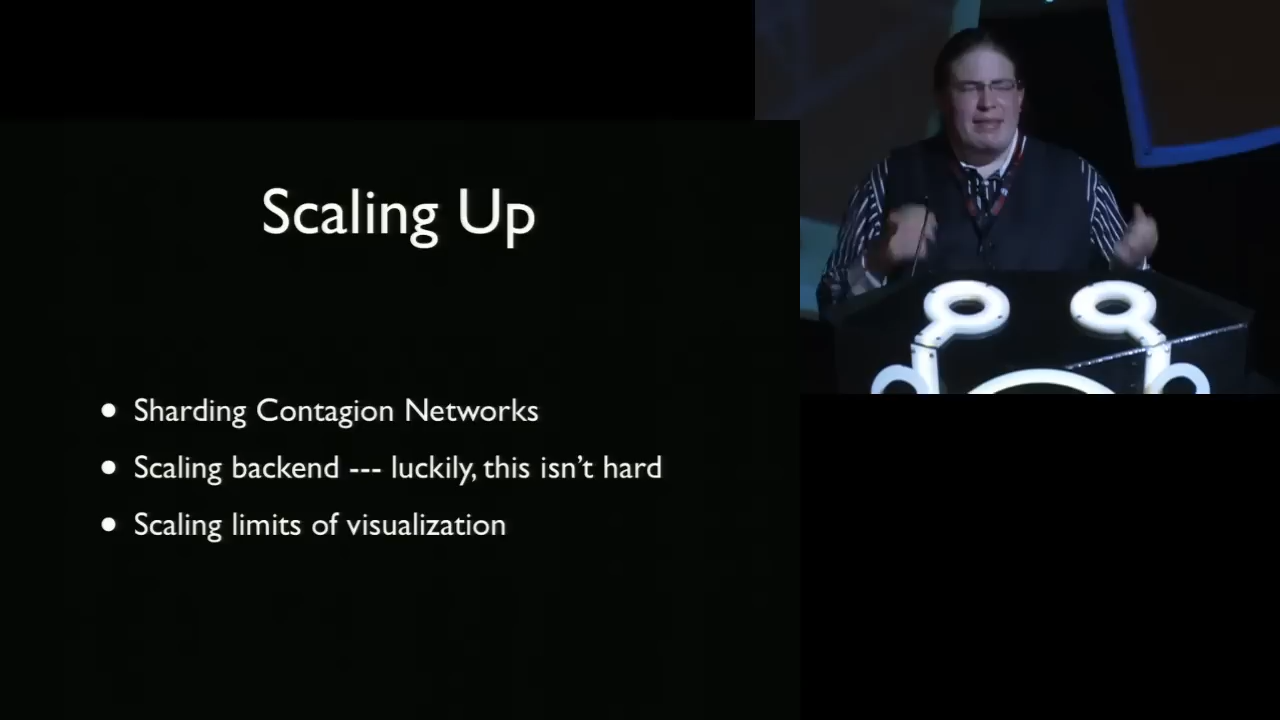 Scaling Up
• Sharding Contagion Networks
• Scaling backend --- luckily, this isn't hard
• Scaling limits of visualization